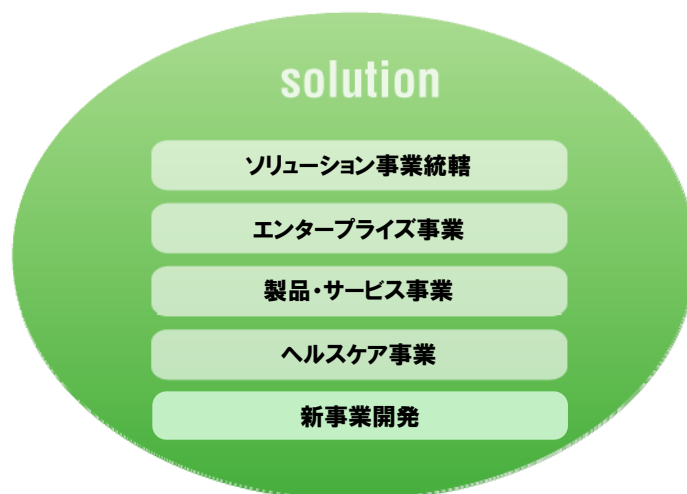 solution
ソリューション事業統轄
エンタープライズ事業
製品・サービス事業
ヘルスケア事業
新事業開発